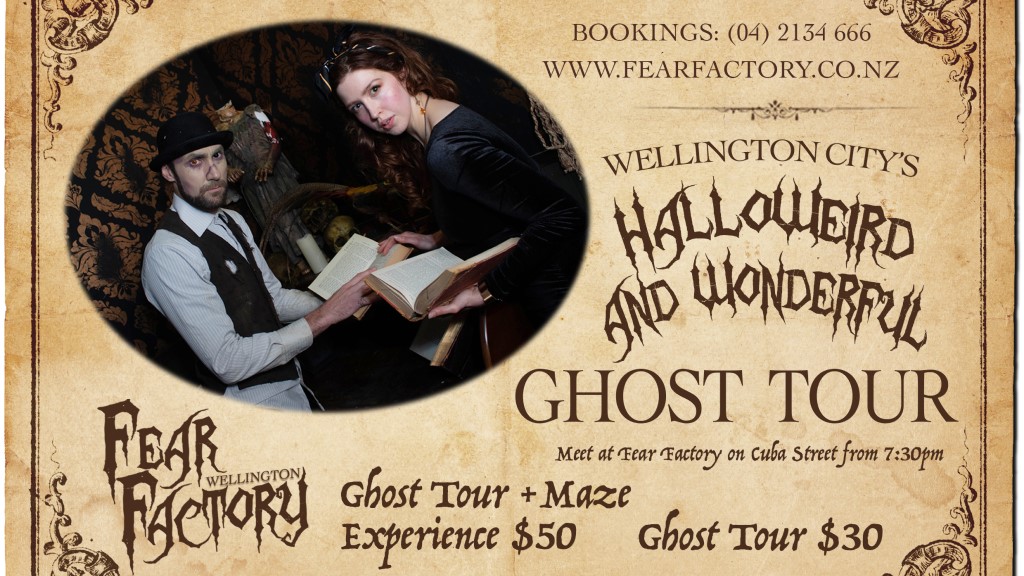 BOOKINGS: (04) 2134 666
WWW.FEARFACTORY.CO.NZ
WELLINGTON CITY'S
HALLOWEIRD
AND WONDERFUL
GHOST TOUR
Meet at Fear Factory on Cuba Street from 7:30pm
FEAR
WELLINGTON
FACTORY
Ghost Tour + Maze
Experience $50
Ghost Tour $30